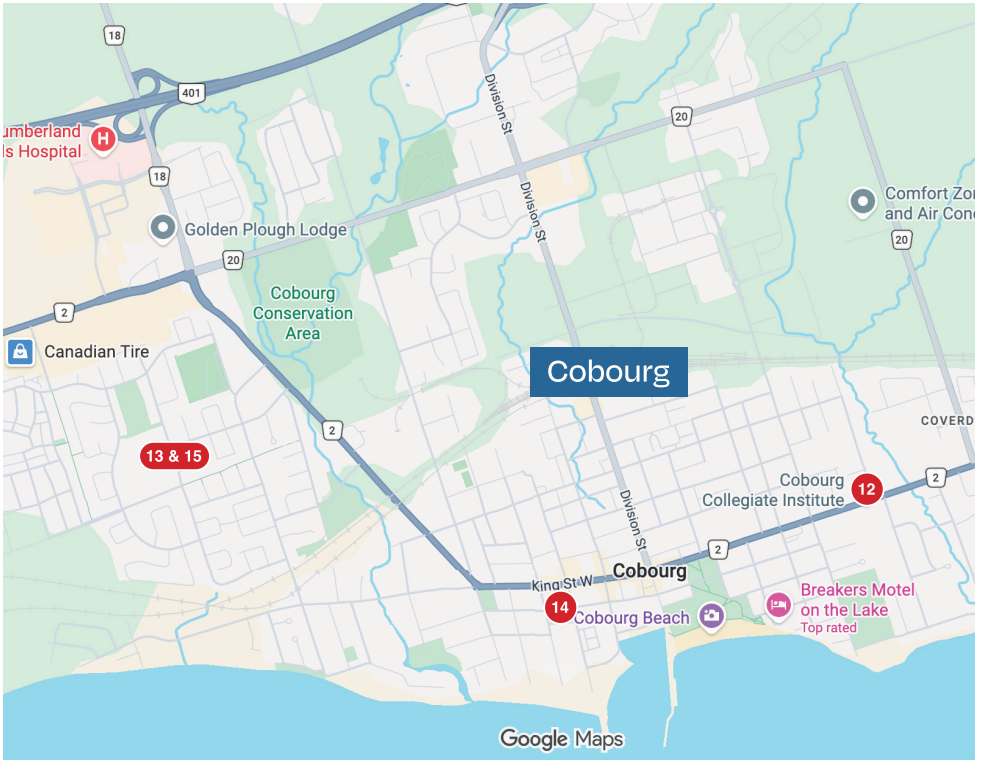 18
401
umberland
ls Hospital
H
18
Golden Plough Lodge
20
2
Canadian Tire
Cobourg
Conservation
Area
Division St
20
Division St
Comfort Zo
and Air Con
20
Cobourg
2
13 & 15
COVERD
Cobourg
Collegiate Institute
12
2
Division St
2
King St W
Cobourg
14
Cobourg Beach
Breakers Motel
on the Lake
Top rated
Google Maps